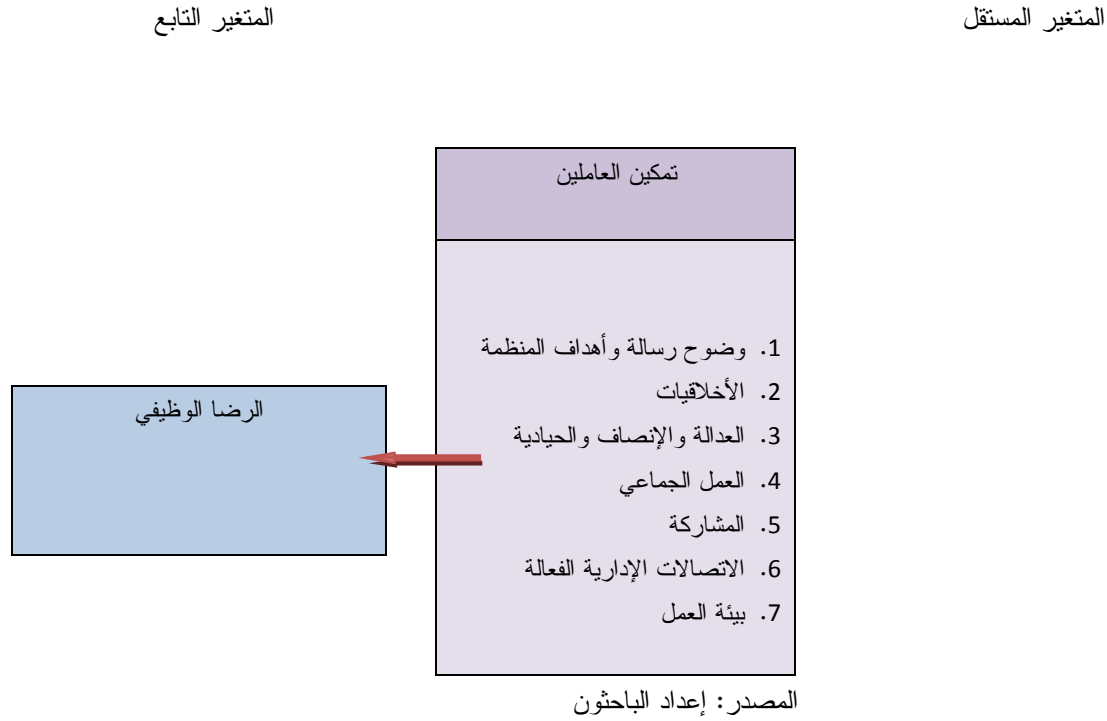 المتغير المستقل
المتغير التابع
تمكين العاملين
1. وضوح رسالة وأهداف المنظمة
2. الأخلاقيات
3. العدالة والإنصاف والحيادية
4. العمل الجماعي
5. المشاركة
6. الاتصالات الإدارية الفعالة
7. بيئة العمل
الرضا الوظيفي
المصدر: إعداد الباحثون